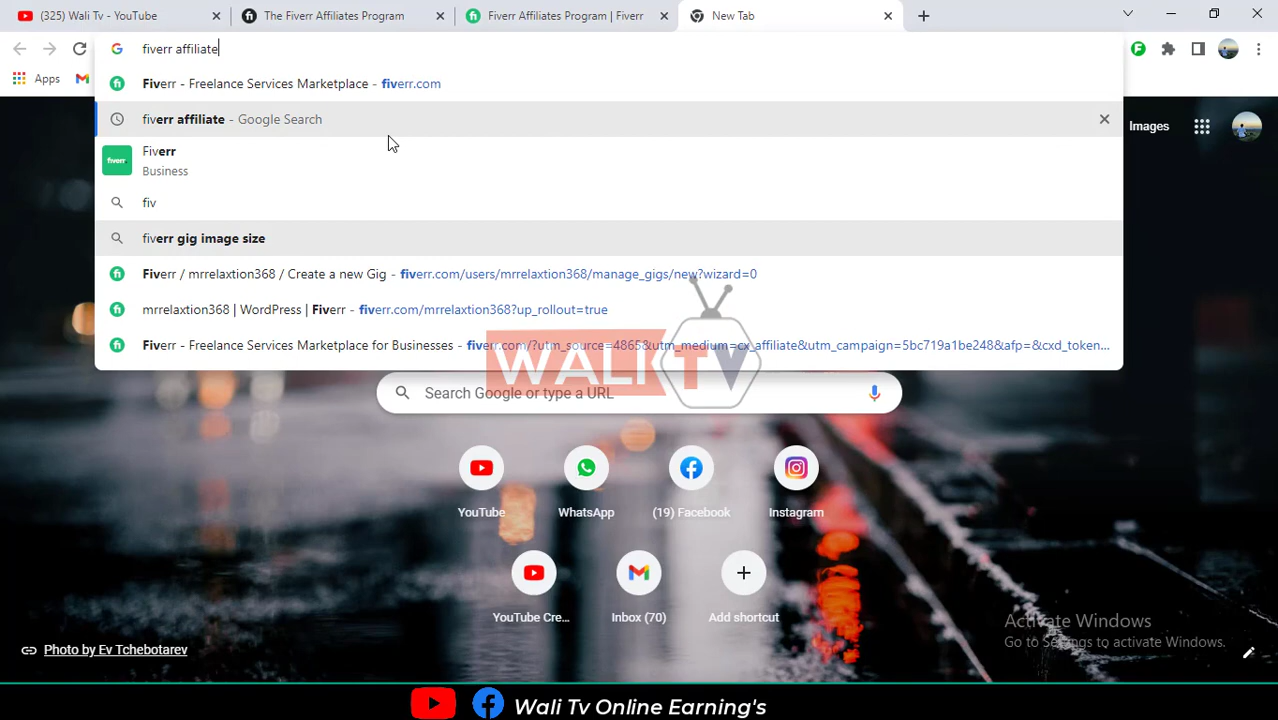 (325) Wali Tv - YouTube
The Fiverr Affiliates Program
Fiverr Affiliates Program | Fiverr
New Tab
fiverr affiliate
Fiverr - Freelance Services Marketplace - fiverr.com
Apps
fiverr affiliate - Google Search
Images
Fiverr
Business
fiverr.
fiv
fiverr gig image size
Fiverr / mrrelaxtion368 / Create a new Gig - fiverr.com/users/mrrelaxtion368/manage_gigs/new?wizard=0
mrrelaxtion368 | WordPress | Fiverr - fiverr.com/mrrelaxtion368?up_rollout=true
Fiverr - Freelance Services Marketplace for Businesses - fiverr.com/?utm_source=4865&utm_medium=cx_affiliate&utm_campaign=5bc719a1be248&afp=&cxd_token...
WALI TV
Search Google or type a URL
YouTube
WhatsApp
(19) Facebook
Instagram
YouTube Cre...
Inbox (70)
Add shortcut
Activate Windows
Go to Settings to activate Windows.
Photo by Ev Tchebotarev
Wali Tv Online Earning's